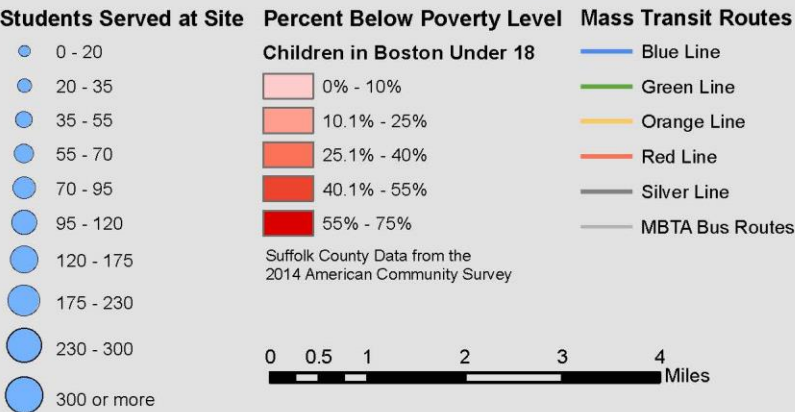 Students Served at Site
0 - 20
20 - 35
35 - 55
55 - 70
70 - 95
95 - 120
120 - 175
175 - 230
230 - 300
300 or more
Percent Below Poverty Level
Children in Boston Under 18
0% - 10%
10.1% - 25%
25.1% - 40%
40.1% - 55%
55% - 75%
Suffolk County Data from the
2014 American Community Survey
Mass Transit Routes
Blue Line
Green Line
Orange Line
Red Line
Silver Line
MBTA Bus Routes
0 0.5 1 2 3 4
Miles